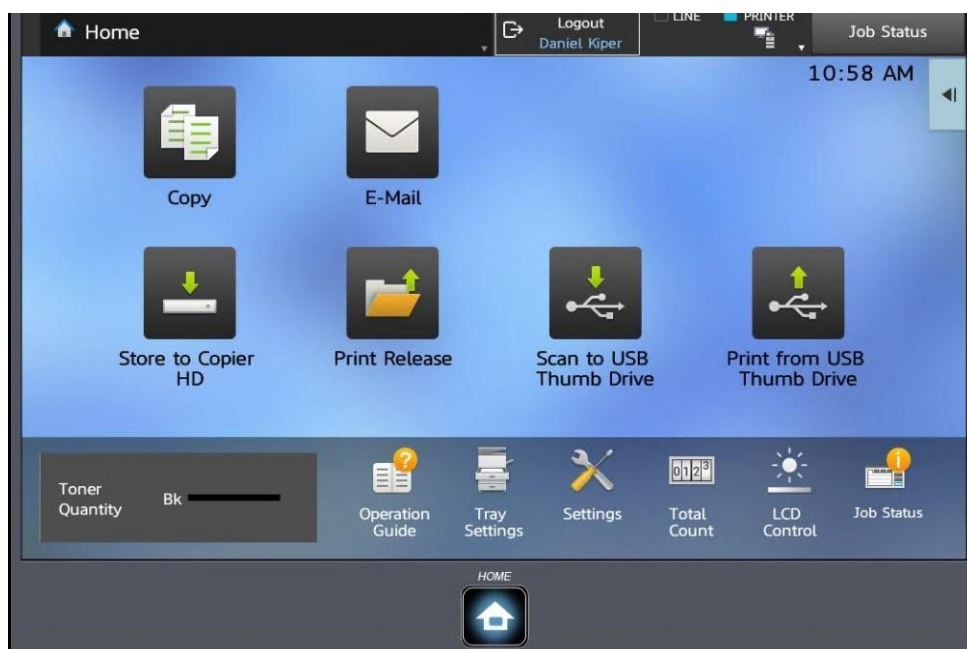 Home
Logout
Daniel Kiper
LINE
PRINTER
Job Status
10:58 AM
Copy
E-Mail
Store to Copier
HD
Print Release
Scan to USB
Thumb Drive
Print from USB
Thumb Drive
Toner
Quantity
Bk
Operation
Guide
Tray
Settings
Settings
0123
Total
Count
LCD
Control
Job Status
HOME